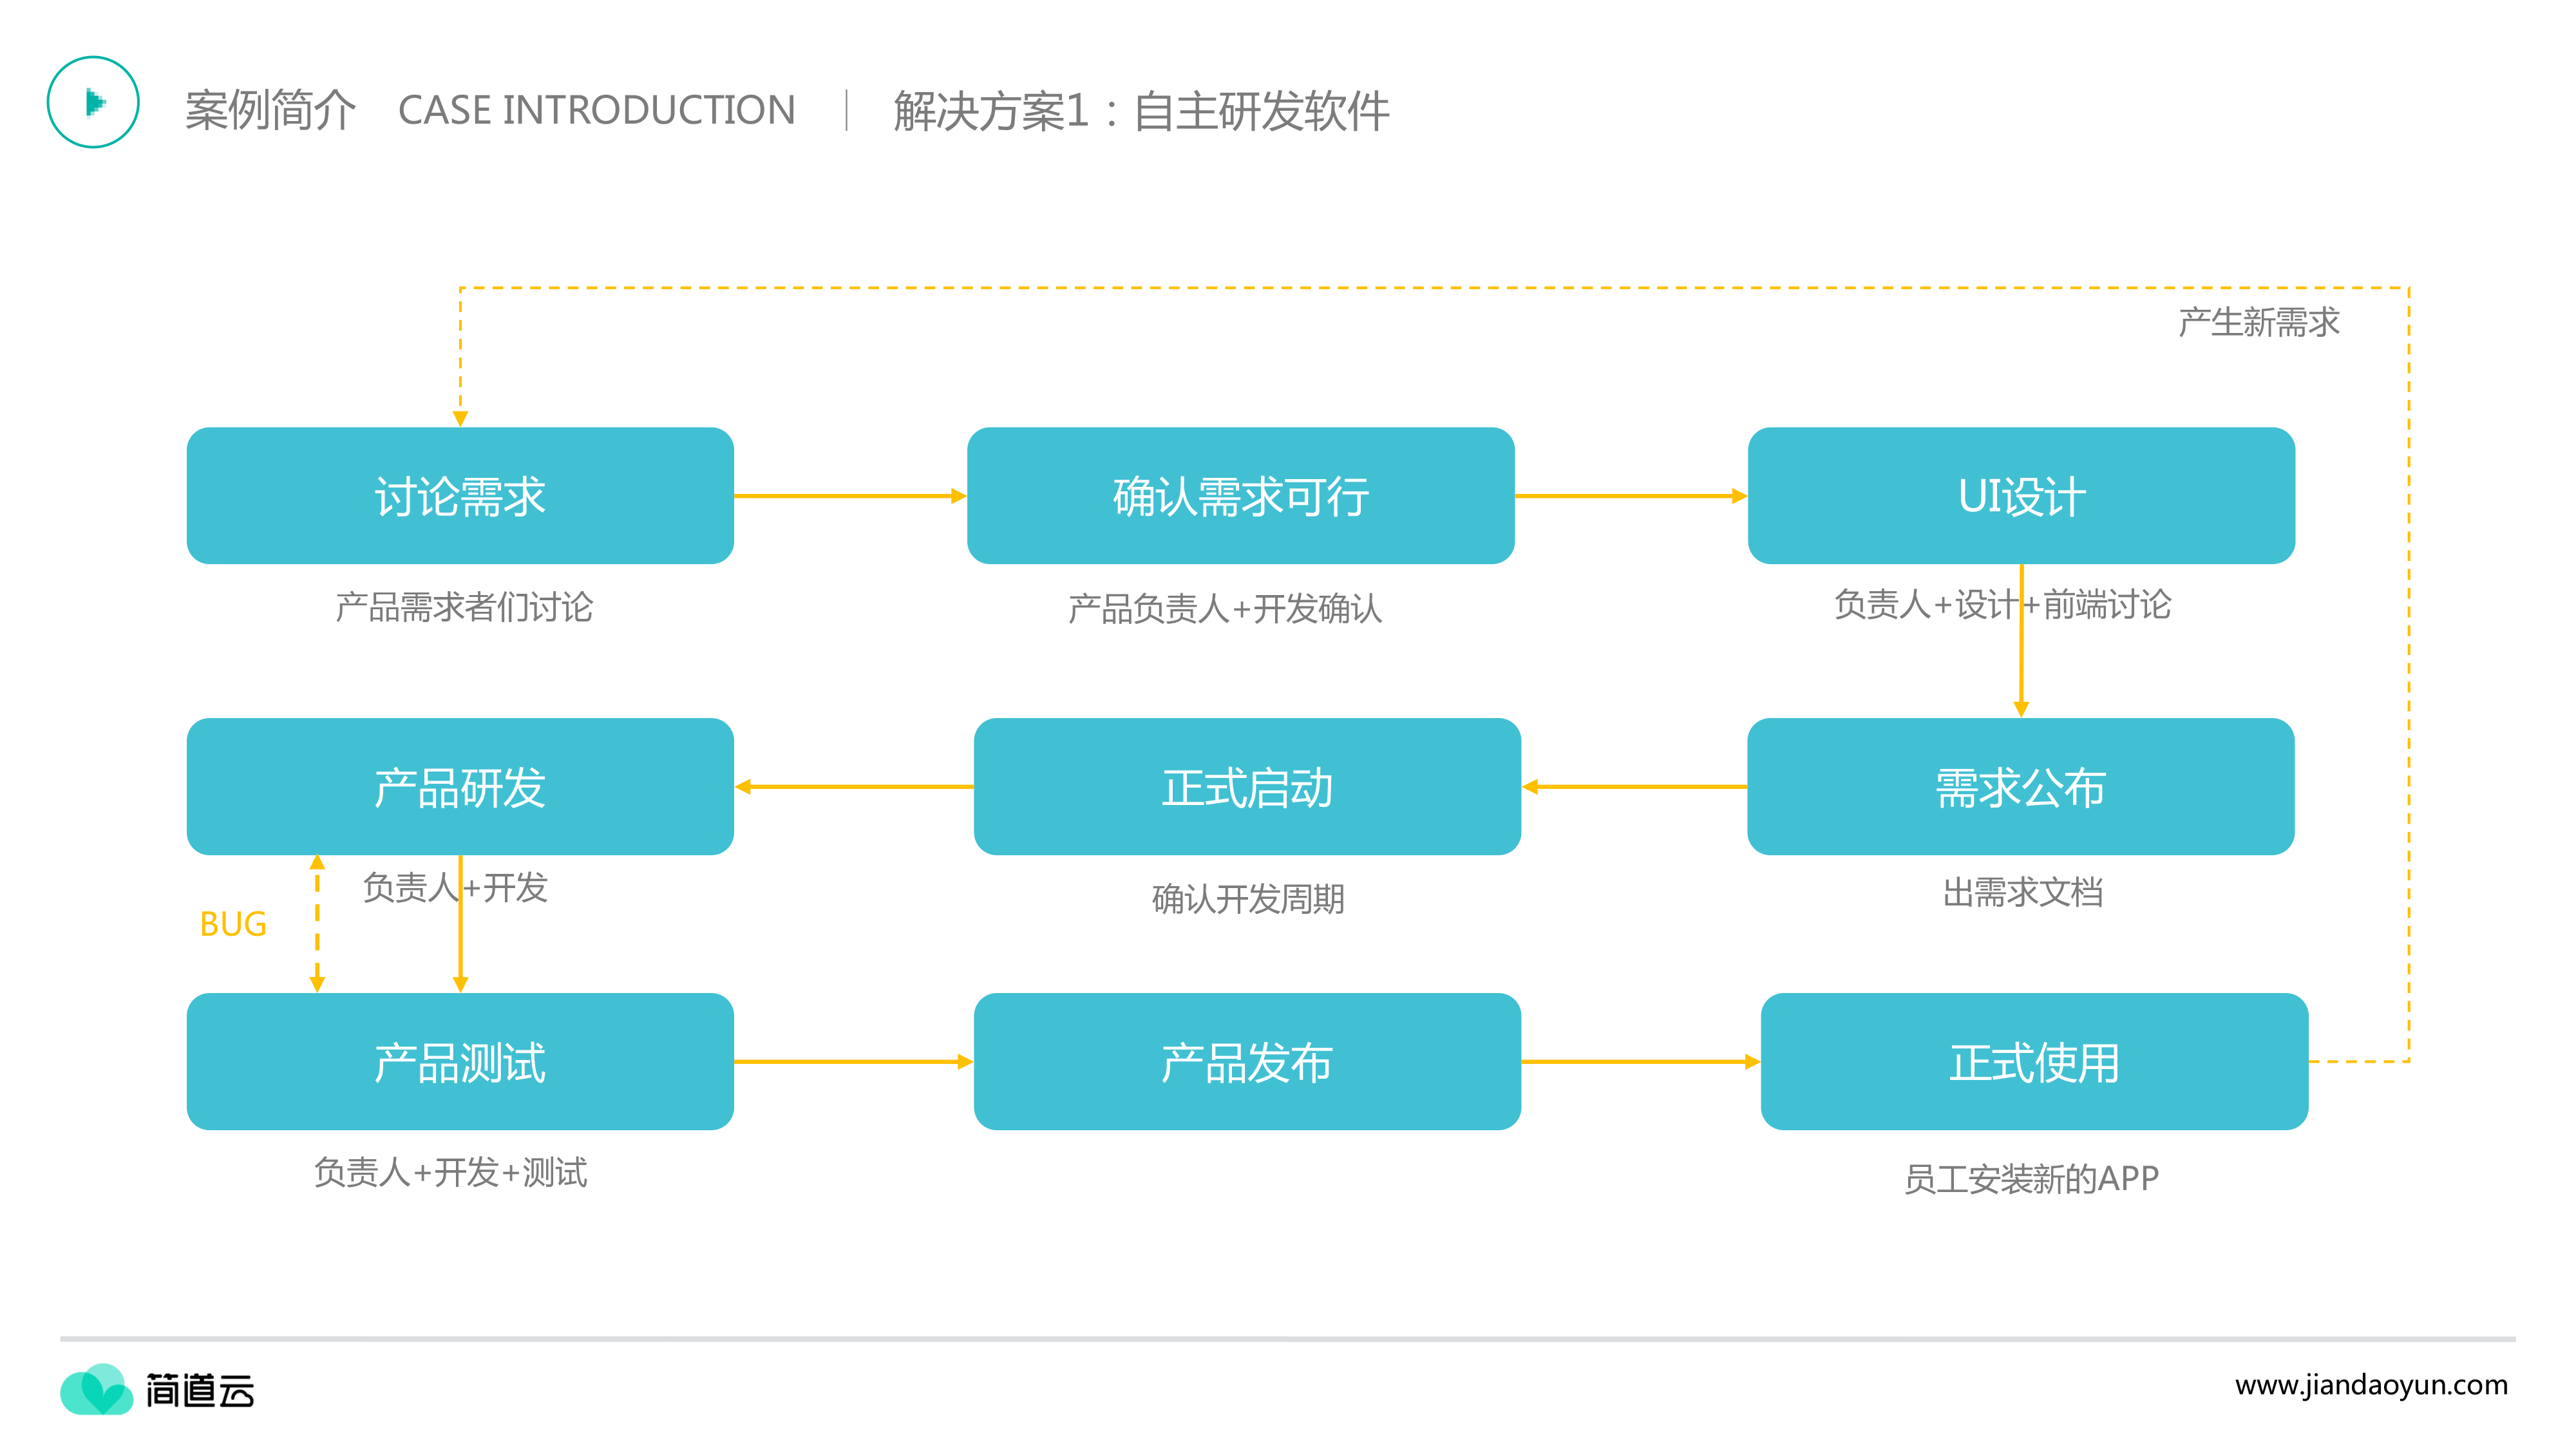 案例简介 CASE INTRODUCTION 解决方案1：自主研发软件
产生新需求
讨论需求
确认需求可行
UI设计
产品需求者们讨论
产品负责人+开发确认
负责人+设计+前端讨论
产品研发
正式启动
需求公布
负责人+开发
确认开发周期
出需求文档
BUG
产品测试
产品发布
正式使用
负责人+开发+测试
员工安装新的APP
简道云
www.jiandaoyun.com